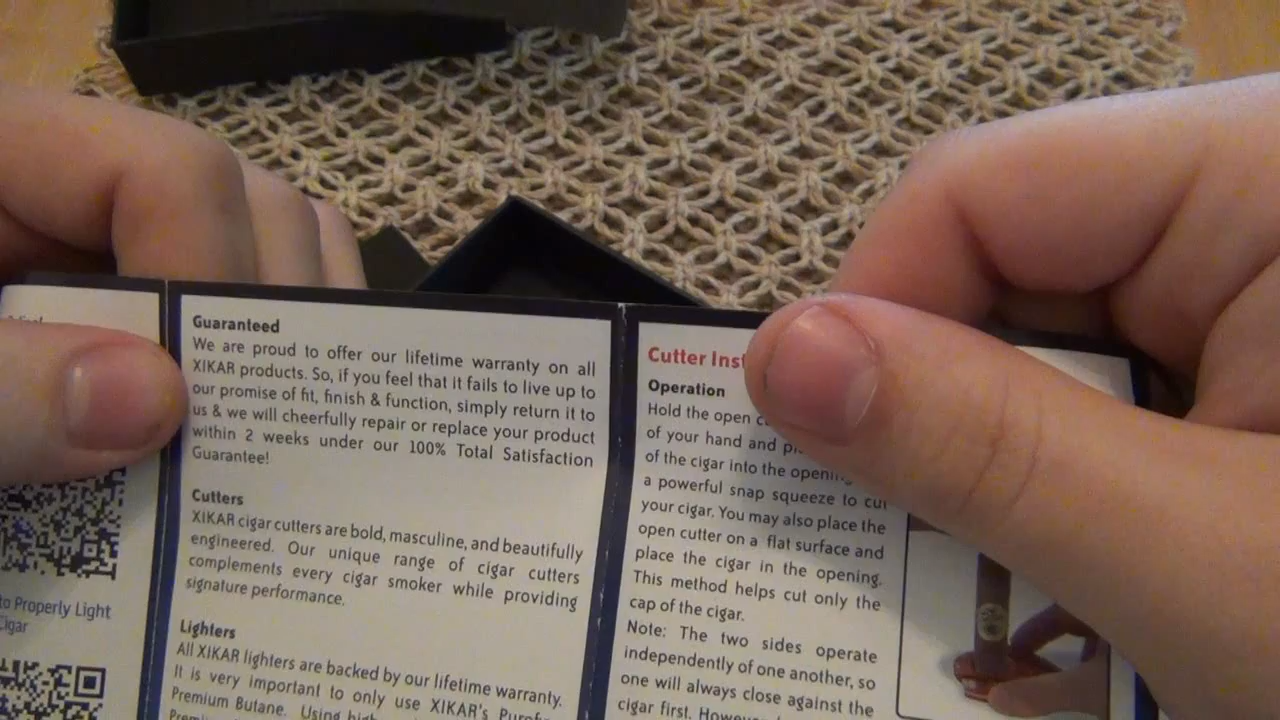 to Properly Light
Cigar
Guaranteed
We are proud to offer our lifetime warranty on all
XIKAR products. So, if you feel that it fails to live up to
our promise of fit, finish & function, simply return it to
us & we will cheerfully repair or replace your product
within 2 weeks under our 100% Total Satisfaction
Guarantee!
Cutters
XIKAR cigar cutters are bold, masculine, and beautifully
engineered. Our unique range of cigar cutters
complements every cigar smoker while providing
signature performance.
Lighters
All XIKAR lighters are backed by our lifetime warranty.
It is very important to only use XIKAR's
Premium Butane. Using
Cutter
Operation
Hold the open
of your hand and
of the cigar into the
a powerful snap squeeze to cut
your cigar. You may also place the
open cutter on a flat surface and
place the cigar in the opening.
This method helps cut only the
cap of the cigar.
Note: The two sides operate
independently of one another, so
one will always close against the
cigar first.